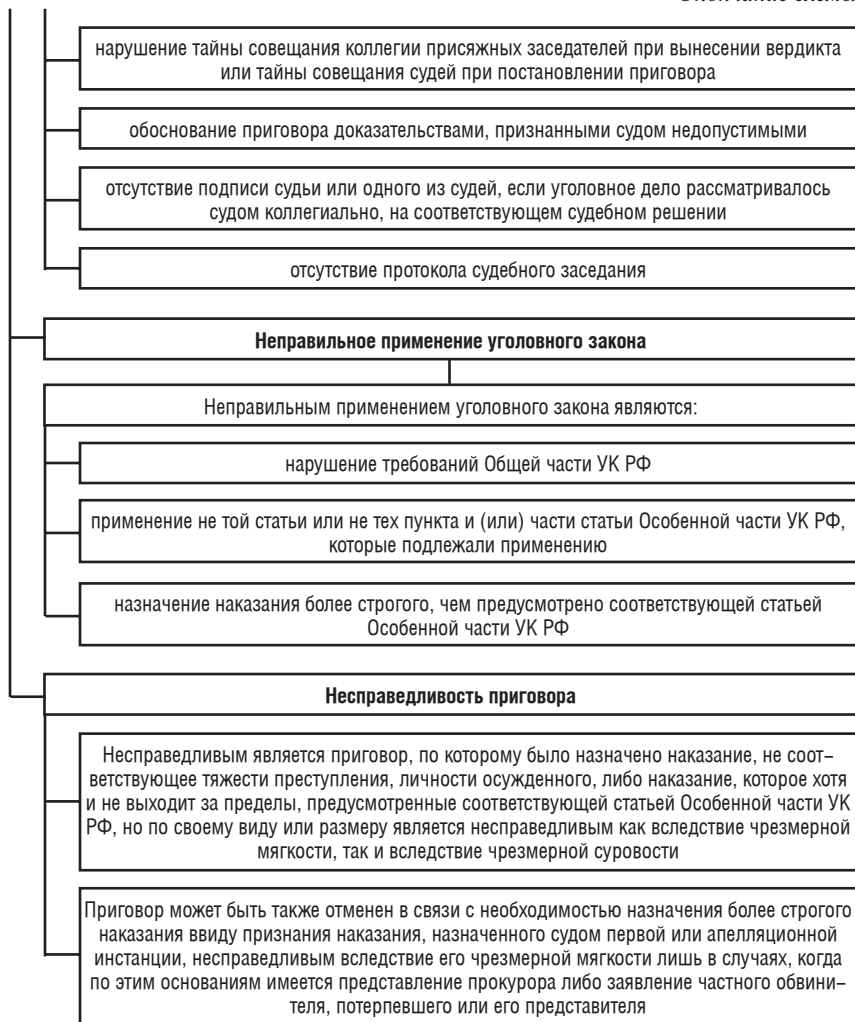 нарушение тайны совещания коллегии присяжных заседателей при вынесении вердикта
или тайны совещания судей при постановлении приговора
обоснование приговора доказательствами, признанными судом недопустимыми
отсутствие подписи судьи или одного из судей, если уголовное дело рассматривалось
судом коллегиально, на соответствующем судебном решении
отсутствие протокола судебного заседания
Неправильное применение уголовного закона
Неправильным применением уголовного закона являются:
нарушение требований Общей части УК РФ
применение не той статьи или не тех пункта и (или) части статьи Особенной части УК РФ,
которые подлежали применению
назначение наказания более строгого, чем предусмотрено соответствующей статьей
Особенной части УК РФ
Несправедливость приговора
Несправедливым является приговор, по которому было назначено наказание, не соот–
ветствующее тяжести преступления, личности осужденного, либо наказание, которое хотя
и не выходит за пределы, предусмотренные соответствующей статьей Особенной части УК
РФ, но по своему виду или размеру является несправедливым как вследствие чрезмерной
мягкости, так и вследствие чрезмерной суровости
Приговор может быть также отменен в связи с необходимостью назначения более строгого
наказания ввиду признания наказания, назначенного судом первой или апелляционной
инстанции, несправедливым вследствие его чрезмерной мягкости лишь в случаях, когда
по этим основаниям имеется представление прокурора либо заявление частного обвини–
теля, потерпевшего или его представителя